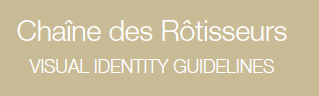 Chaîne des Rôtisseurs
VISUAL IDENTITY GUIDELINES